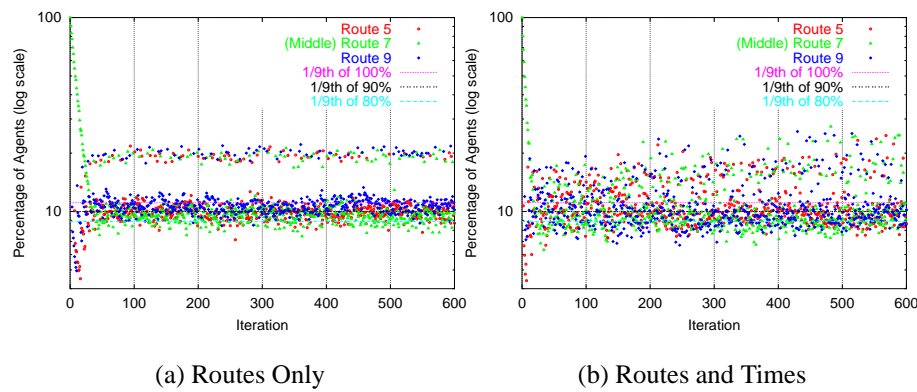 100
10
Percentage of Agents (log scale)
Route 5
(Middle) Route 7
Route 9
1/9th of 100%
1/9th of 90%
1/9th of 80%
0 100 200 300 400 500 600
Iteration
(a) Routes Only
100
10
Percentage of Agents (log scale)
Route 5
(Middle) Route 7
Route 9
1/9th of 100%
1/9th of 90%
1/9th of 80%
0 100 200 300 400 500 600
Iteration
(b) Routes and Times